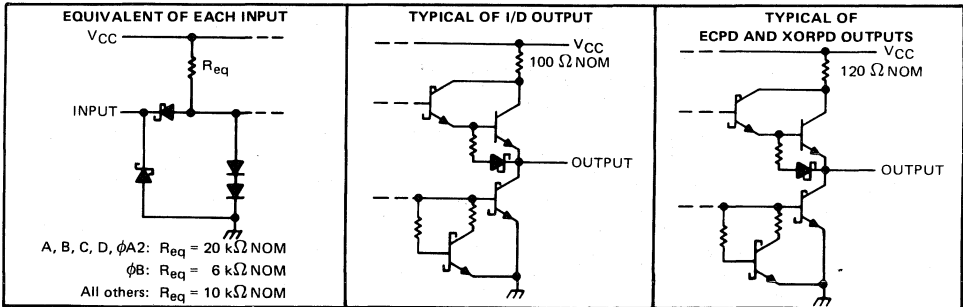 EQUIVALENT OF EACH INPUT
VCC
Req
INPUT
A, B, C, D, ϕA2: Req = 20 kΩ NOM
ϕB: Req = 6 kΩ NOM
All others: Req = 10 kΩ NOM
TYPICAL OF I/D OUTPUT
VCC
100 Ω NOM
OUTPUT
TYPICAL OF
ECPD AND XORPD OUTPUTS
VCC
120 Ω NOM
OUTPUT